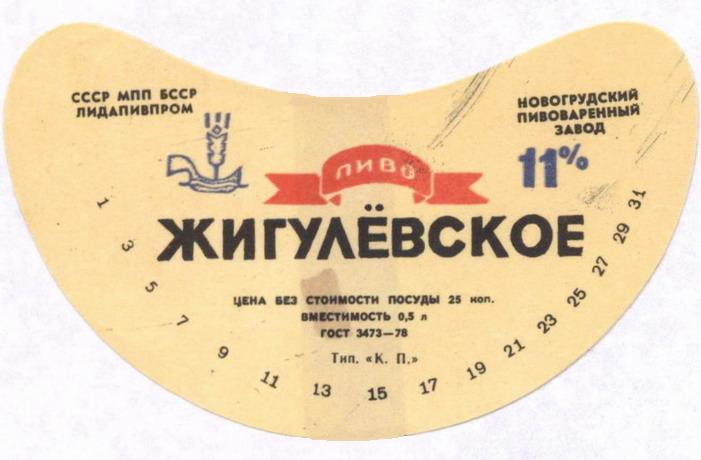 СССР МПП БССР
ЛИДАПИВПРОМ
НОВОГРУДСКИЙ
ПИВОВАРЕННЫЙ
ЗАВОД
11%
ПИВО
ЖИГУЛЁВСКОЕ
ЦЕНА БЕЗ СТОИМОСТИ ПОСУДЫ 25 коп.
ВМЕСТИМОСТЬ 0,5 л
ГОСТ 3473—78
Тип. «К. П.»
1 3 5 7 9 11 13 15 17 19 21 23 25 27 29 31